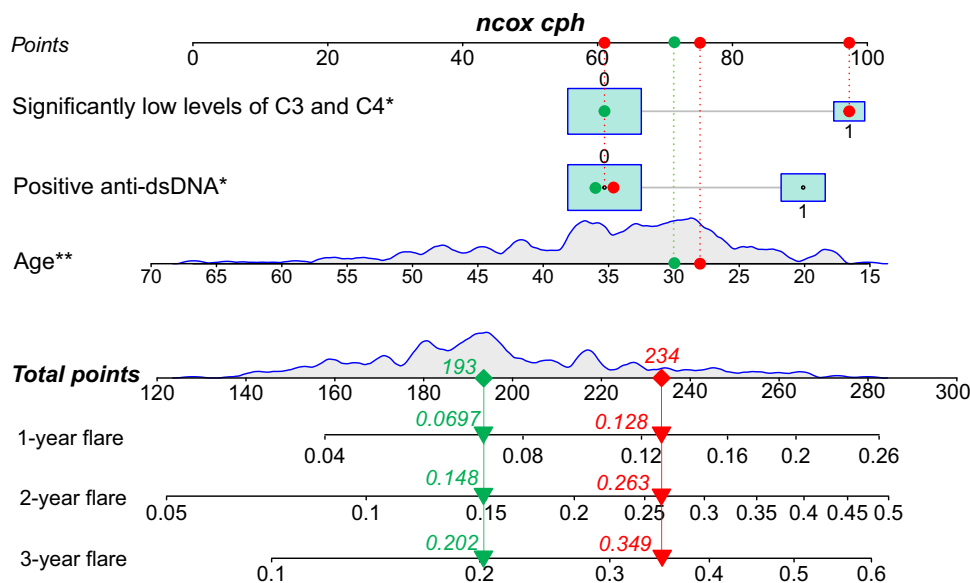 ncox cph
Points
0 20 40 60 80 100
0
Significantly low levels of C3 and C4*
1
0
Positive anti-dsDNA*
1
Age**
70 65 60 55 50 45 40 35 30 25 20 15
193 234
Total points
120 140 160 180 200 220 240 260 280 300
0.0697 0.128
1-year flare
0.04 0.08 0.12 0.16 0.2 0.26
0.148 0.263
2-year flare
0.05 0.1 0.15 0.2 0.25 0.3 0.35 0.4 0.45 0.5
0.202 0.349
3-year flare
0.1 0.2 0.3 0.4 0.5 0.6